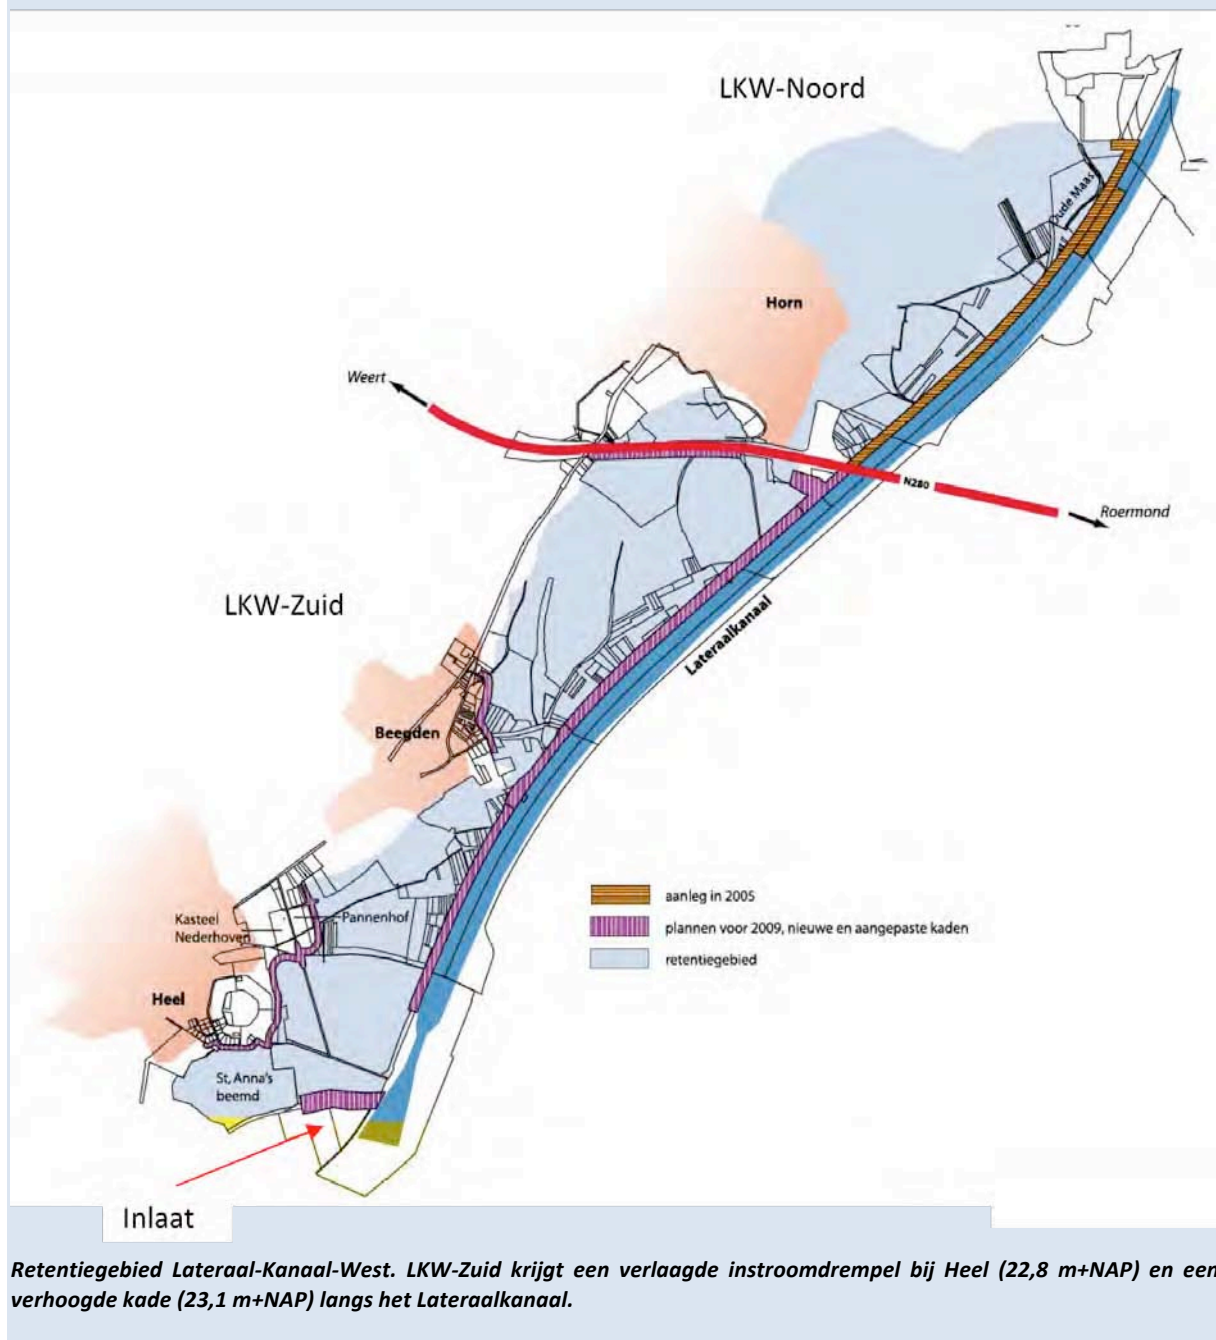 LKW-Noord
Oude Maas
Horn
Weert
N280
Roermond
LKW-Zuid
Lateraalkanaal
Beegden
aanleg in 2005
Kasteel
Nederhoven
Pannenhof
plannen voor 2009, nieuwe en aangepaste kaden
retentiegebied
Heel
St, Anna's
beemd
Inlaat
Retentiegebied Lateraal-Kanaal-West. LKW-Zuid krijgt een verlaagde instroomdrempel bij Heel (22,8 m+NAP) en een
verhoogde kade (23,1 m+NAP) langs het Lateraalkanaal.